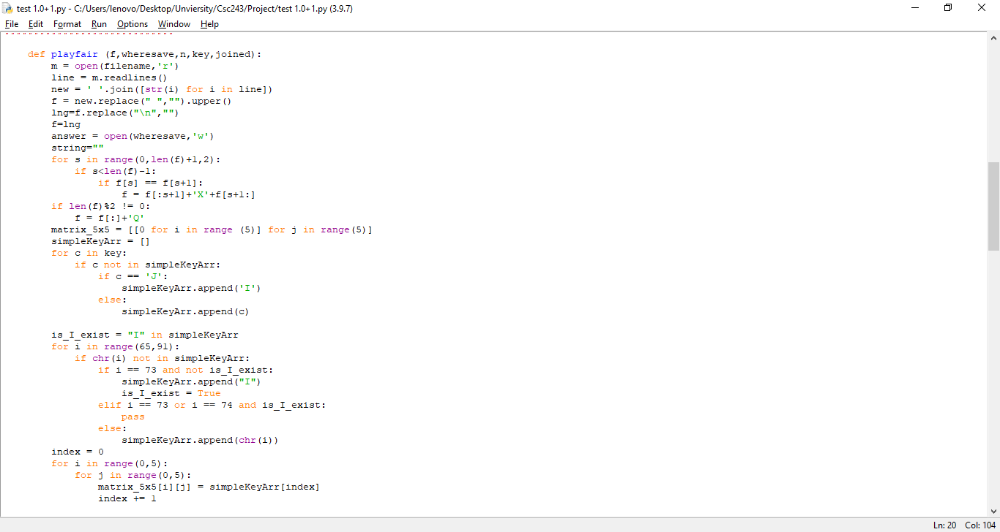 test 1.0+1.py - C:/Users/lenovo/Desktop/Unviersity/Csc243/Project/test 1.0+1.py (3.9.7)
File Edit Format Run Options Window Help
    def playfair (f,wheresave,n,key,joined):
        m = open(filename,'r')
        line = m.readlines()
        new = ' '.join([str(i) for i in line])
        f = new.replace(" ","").upper()
        lng=f.replace("\n","")
        f=lng
        answer = open(wheresave,'w')
        string=""
        for s in range(0,len(f)+1,2):
            if s<len(f)-1:
                if f[s] == f[s+1]:
                    f = f[:s+1]+'X'+f[s+1:]
        if len(f)%2 != 0:
            f = f[:]+'Q'
        matrix_5x5 = [[0 for i in range (5)] for j in range(5)]
        simpleKeyArr = []
        for c in key:
            if c not in simpleKeyArr:
                if c == 'J':
                    simpleKeyArr.append('I')
                else:
                    simpleKeyArr.append(c)

        is_I_exist = "I" in simpleKeyArr
        for i in range(65,91):
            if chr(i) not in simpleKeyArr:
                if i == 73 and not is_I_exist:
                    simpleKeyArr.append("I")
                    is_I_exist = True
                elif i == 73 or i == 74 and is_I_exist:
                    pass
                else:
                    simpleKeyArr.append(chr(i))
        index = 0
        for i in range(0,5):
            for j in range(0,5):
                matrix_5x5[i][j] = simpleKeyArr[index]
                index += 1
Ln: 20 Col: 104